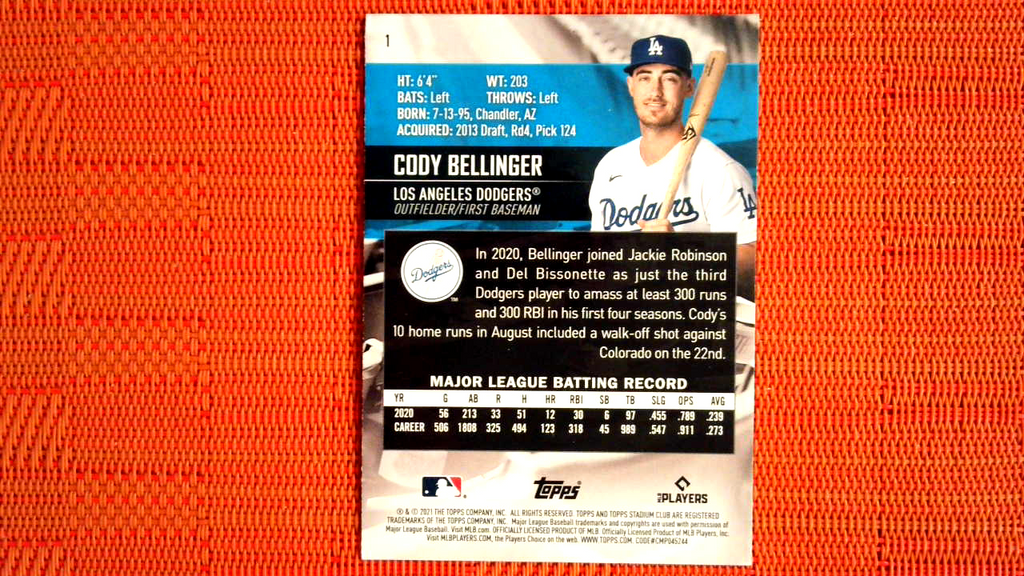 1
HT: 6'4" WT: 203
BATS: Left THROWS: Left
BORN: 7-13-95, Chandler, AZ
ACQUIRED: 2013 Draft, Rd4, Pick 124
CODY BELLINGER
LOS ANGELES DODGERS®
OUTFIELDER/FIRST BASEMAN
LA
Dodgers
LA
Dodgers
TM
In 2020, Bellinger joined Jackie Robinson
and Del Bissonette as just the third
Dodgers player to amass at least 300 runs
and 300 RBI in his first four seasons. Cody's
10 home runs in August included a walk-off shot against
Colorado on the 22nd.
MAJOR LEAGUE BATTING RECORD
YR G AB R H HR RBI SB TB SLG OPS AVG
2020 56 213 33 51 12 30 6 97 .455 .789 .239
CAREER 506 1808 325 494 123 318 45 989 .547 .911 .273
Topps®
MLB PLAYERS
® & © 2021 THE TOPPS COMPANY, INC. ALL RIGHTS RESERVED. TOPPS AND TOPPS STADIUM CLUB ARE REGISTERED
TRADEMARKS OF THE TOPPS COMPANY, INC. Major League Baseball trademarks and copyrights are used with permission of
Major League Baseball. Visit MLB.com. OFFICIALLY LICENSED PRODUCT OF MLB Players, Inc.
Visit MLBPLAYERS.COM, the Players Choice on the web. WWW.TOPPS.COM. CODE#CMP045244